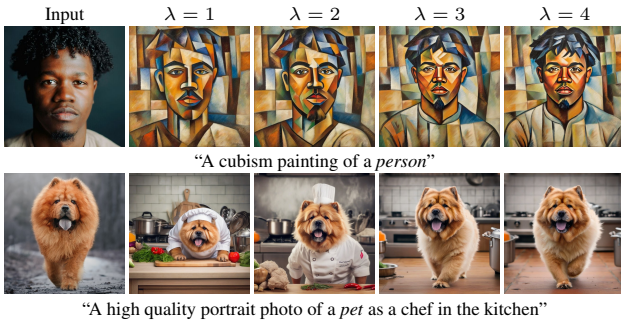 Input λ = 1 λ = 2 λ = 3 λ = 4
“A cubism painting of a person”
“A high quality portrait photo of a pet as a chef in the kitchen”